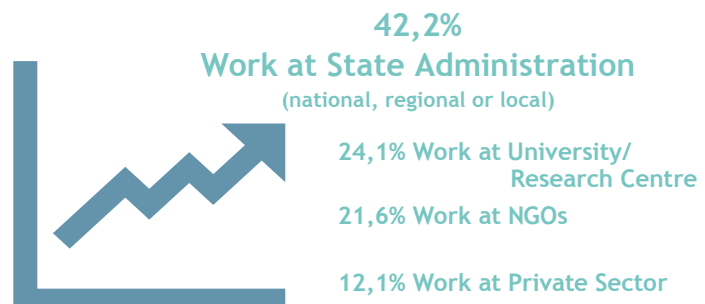 42,2%
Work at State Administration
(national, regional or local)
24,1% Work at University/
Research Centre
21,6% Work at NGOs
12,1% Work at Private Sector